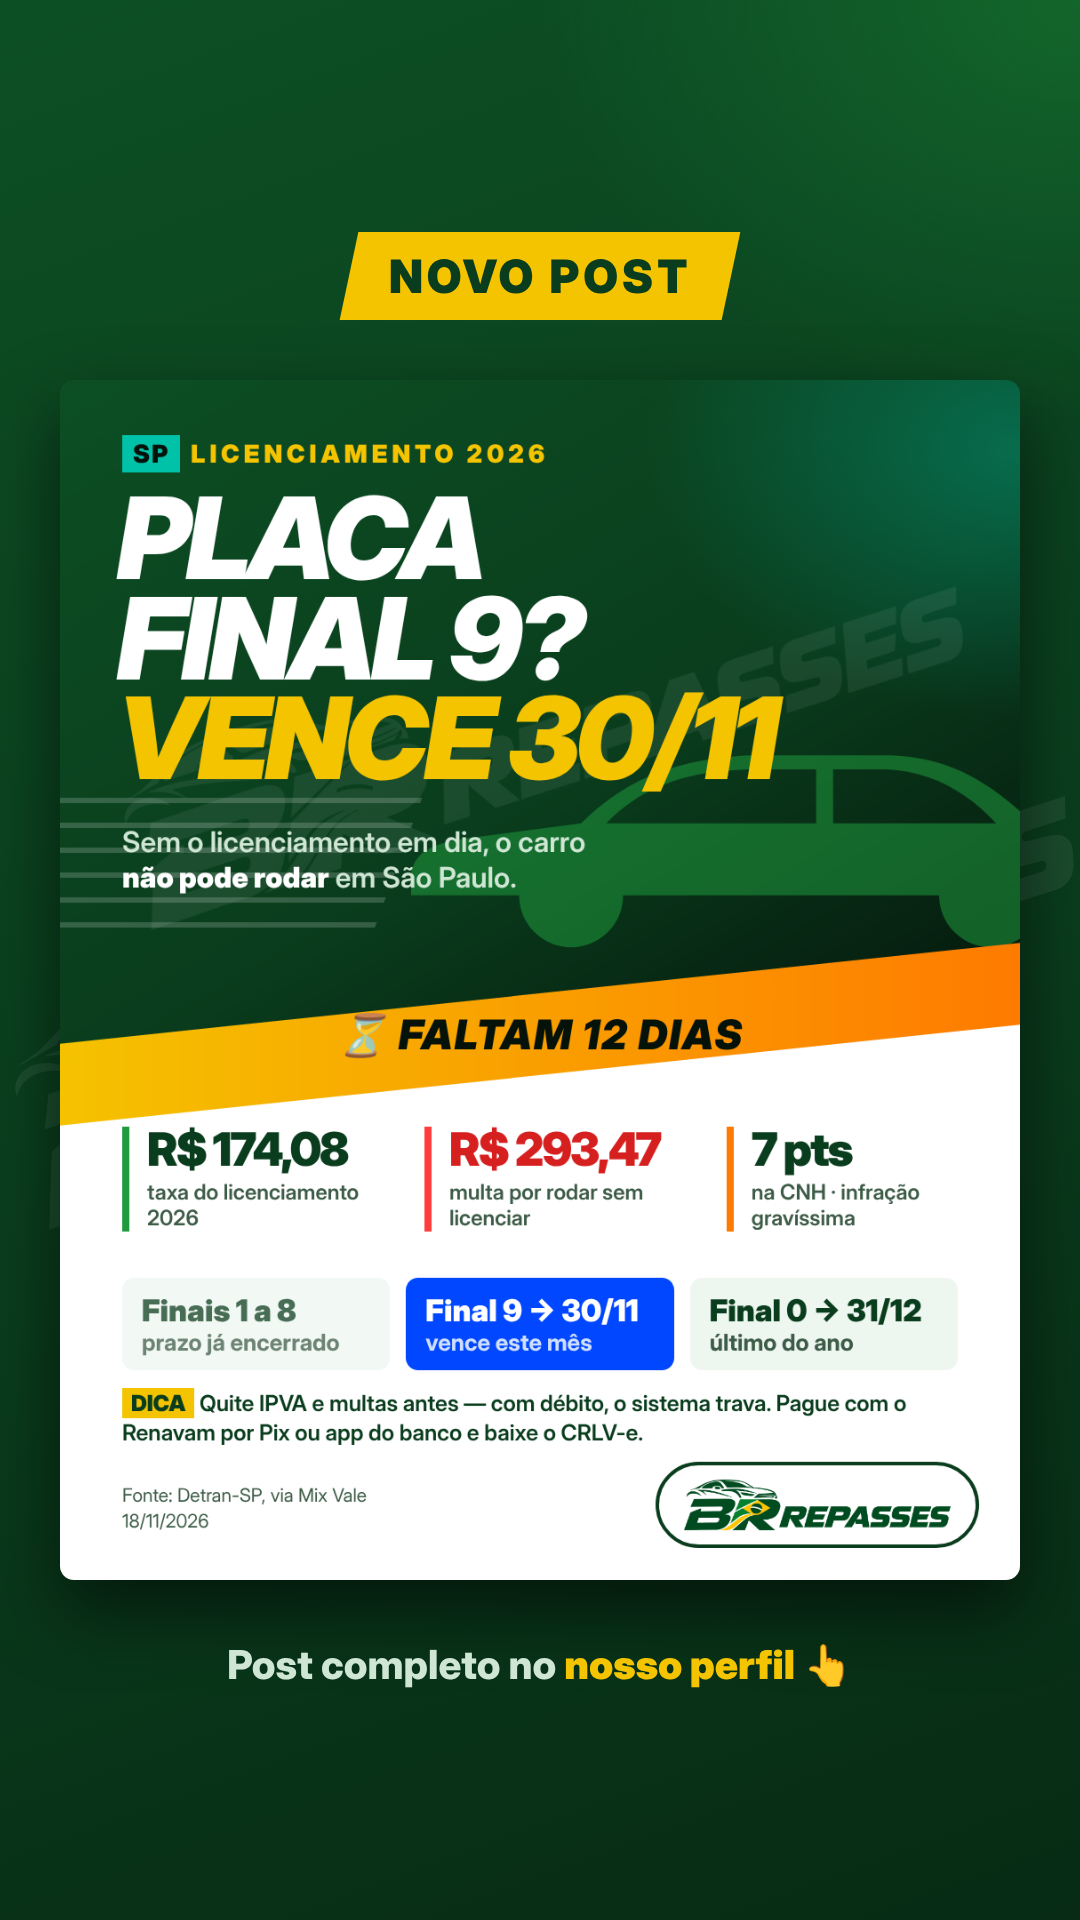 NOVO POST
SP LICENCIAMENTO 2026
PLACA
FINAL 9?
VENCE 30/11
Sem o licenciamento em dia, o carro
não pode rodar em São Paulo.
⏳ FALTAM 12 DIAS
R$ 174,08
taxa do licenciamento
2026
R$ 293,47
multa por rodar sem
licenciar
7 pts
na CNH · infração
gravíssima
Finais 1 a 8
prazo já encerrado
Final 9 → 30/11
vence este mês
Final 0 → 31/12
último do ano
DICA Quite IPVA e multas antes — com débito, o sistema trava. Pague com o
Renavam por Pix ou app do banco e baixe o CRLV-e.
Fonte: Detran-SP, via Mix Vale
18/11/2026
BR REPASSES
Post completo no nosso perfil 👆
BR REPASSES